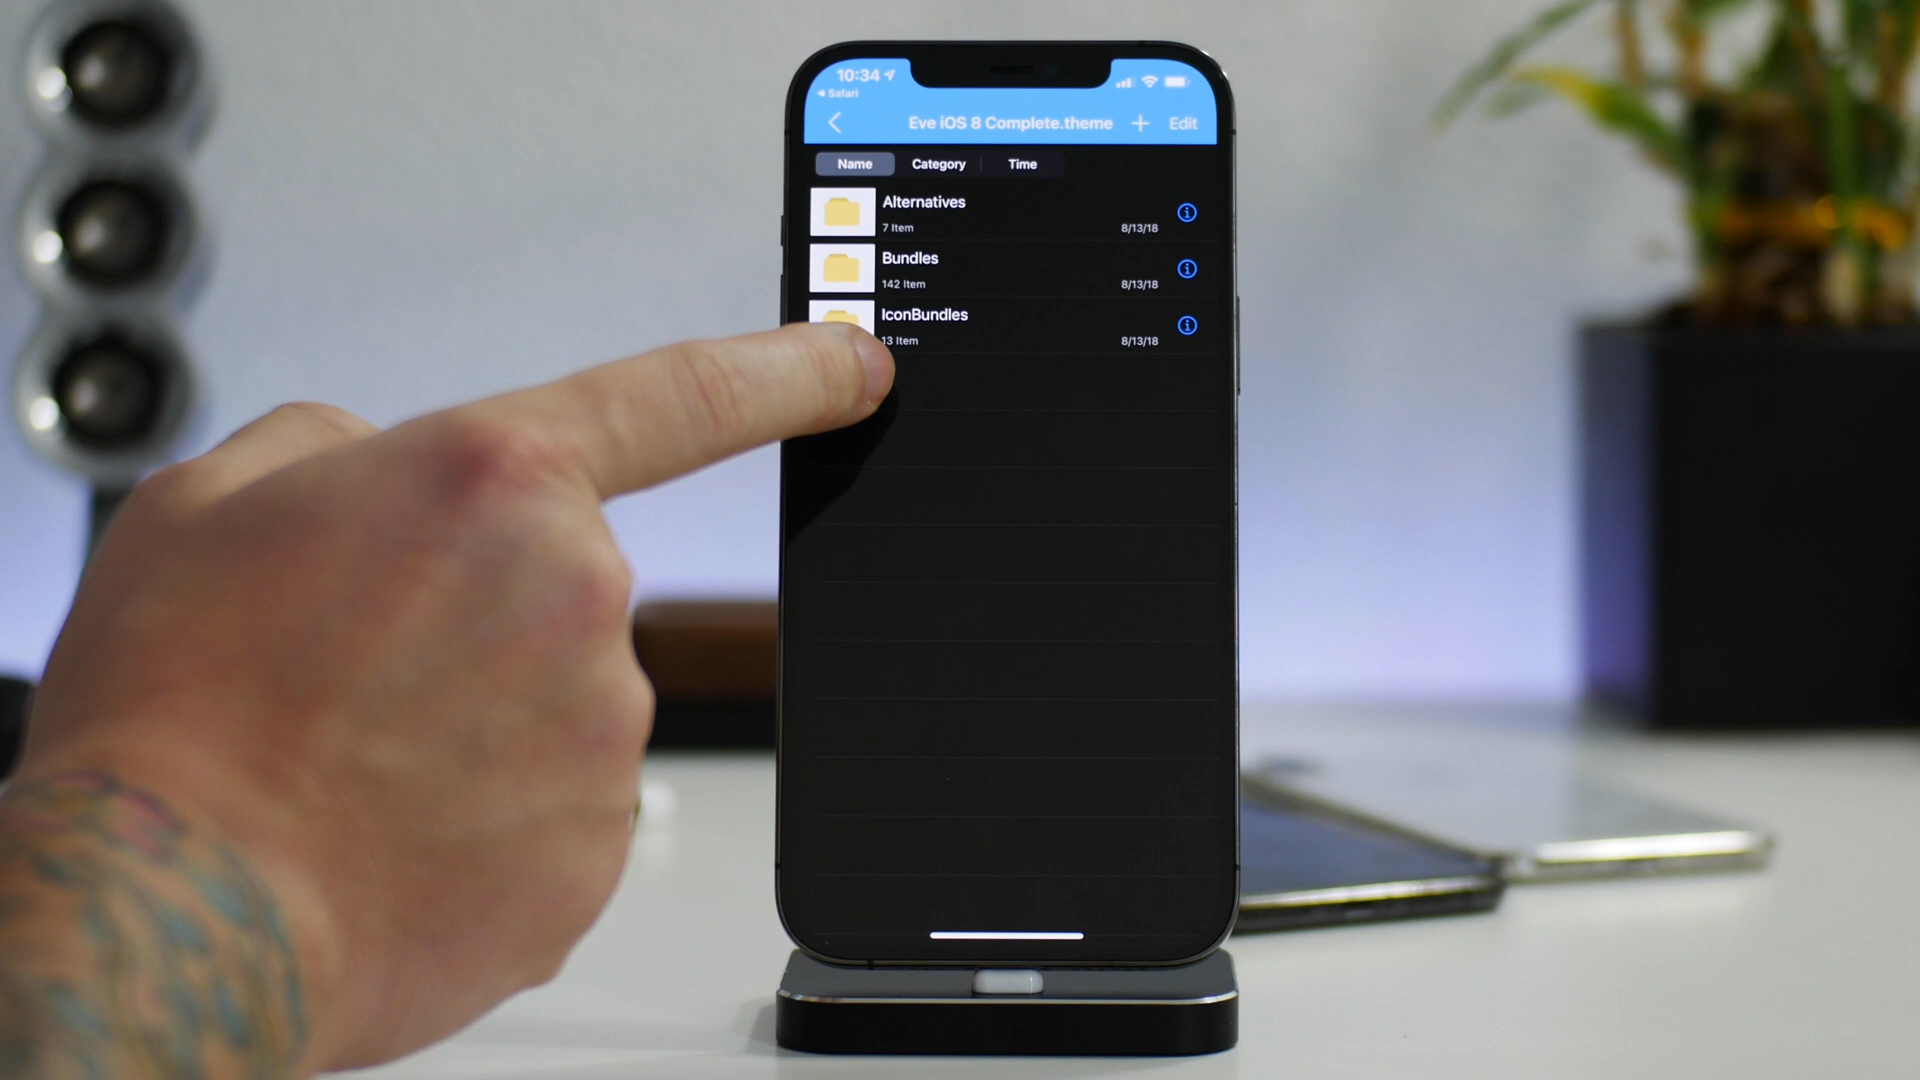 10:34
Safari
Eve iOS 8 Complete.theme + Edit
Name Category Time
Alternatives
7 Item 8/13/18
Bundles
142 Item 8/13/18
IconBundles
13 Item 8/13/18